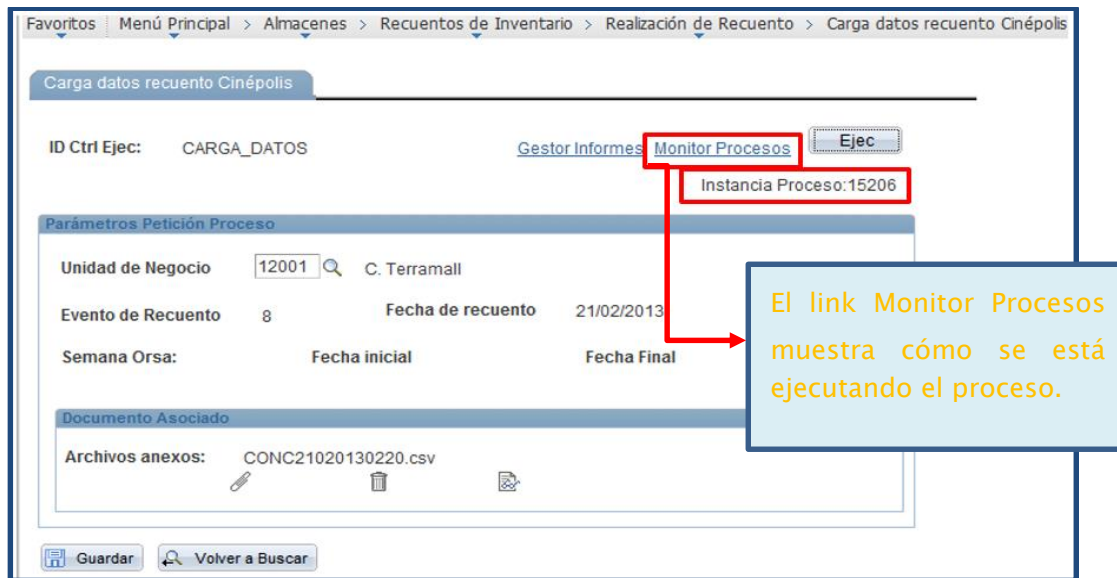 Favoritos Menú Principal > Almacenes > Recuentos de Inventario > Realización de Recuento > Carga datos recuento Cinépolis
Carga datos recuento Cinépolis
ID Ctrl Ejec: CARGA_DATOS Gestor Informes Monitor Procesos Ejec
Instancia Proceso:15206
Parámetros Petición Proceso
Unidad de Negocio 12001 C. Terramall
Evento de Recuento 8 Fecha de recuento 21/02/2013
Semana Orsa: Fecha inicial Fecha Final
El link Monitor Procesos
muestra cómo se está
ejecutando el proceso.
Documento Asociado
Archivos anexos: CONC21020130220.csv
Guardar Volver a Buscar